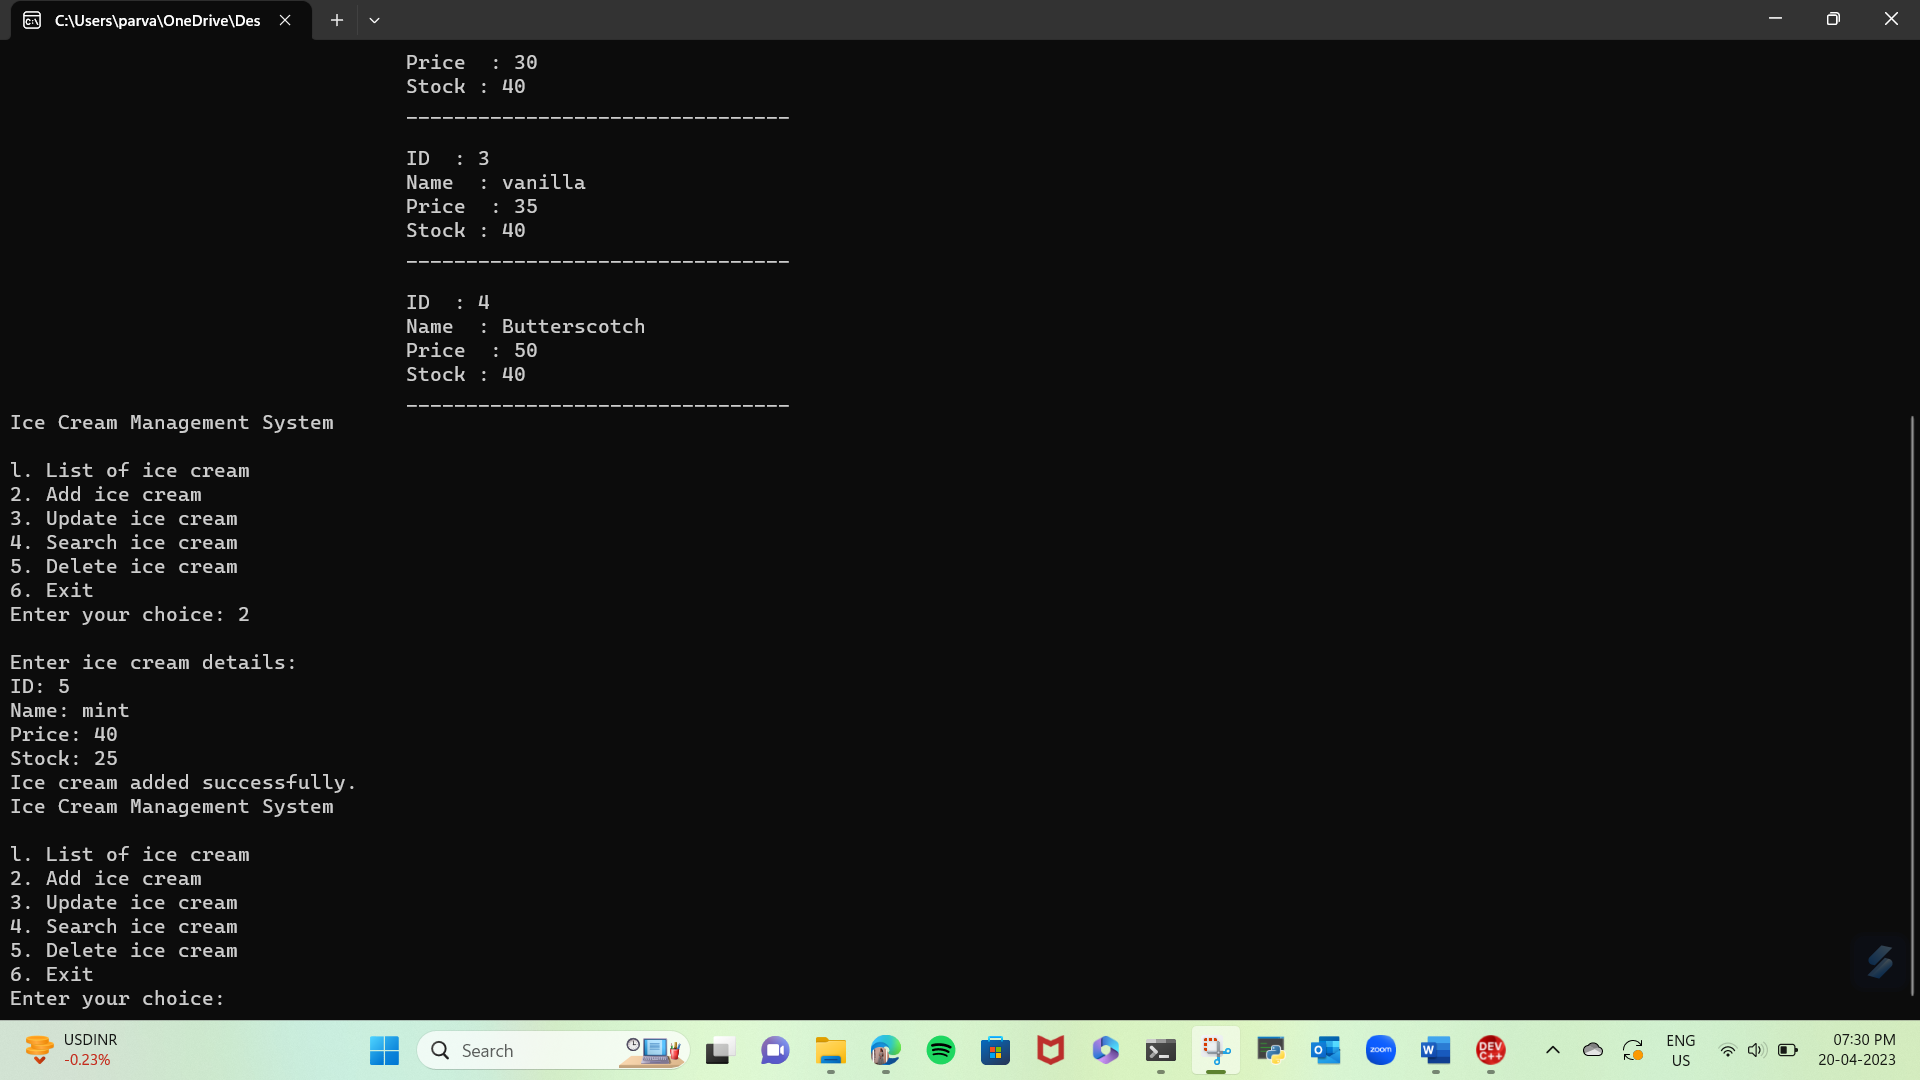 C:\Users\parva\OneDrive\Des
Price  : 30
Stock : 40
--------------------------------
ID  : 3
Name  : vanilla
Price  : 35
Stock : 40
--------------------------------
ID  : 4
Name  : Butterscotch
Price  : 50
Stock : 40
--------------------------------
Ice Cream Management System
l. List of ice cream
2. Add ice cream
3. Update ice cream
4. Search ice cream
5. Delete ice cream
6. Exit
Enter your choice: 2
Enter ice cream details:
ID: 5
Name: mint
Price: 40
Stock: 25
Ice cream added successfully.
Ice Cream Management System
l. List of ice cream
2. Add ice cream
3. Update ice cream
4. Search ice cream
5. Delete ice cream
6. Exit
Enter your choice:
USDINR
-0.23%
Search
zoom
W
DEV
C++
ENG
US
07:30 PM
20-04-2023